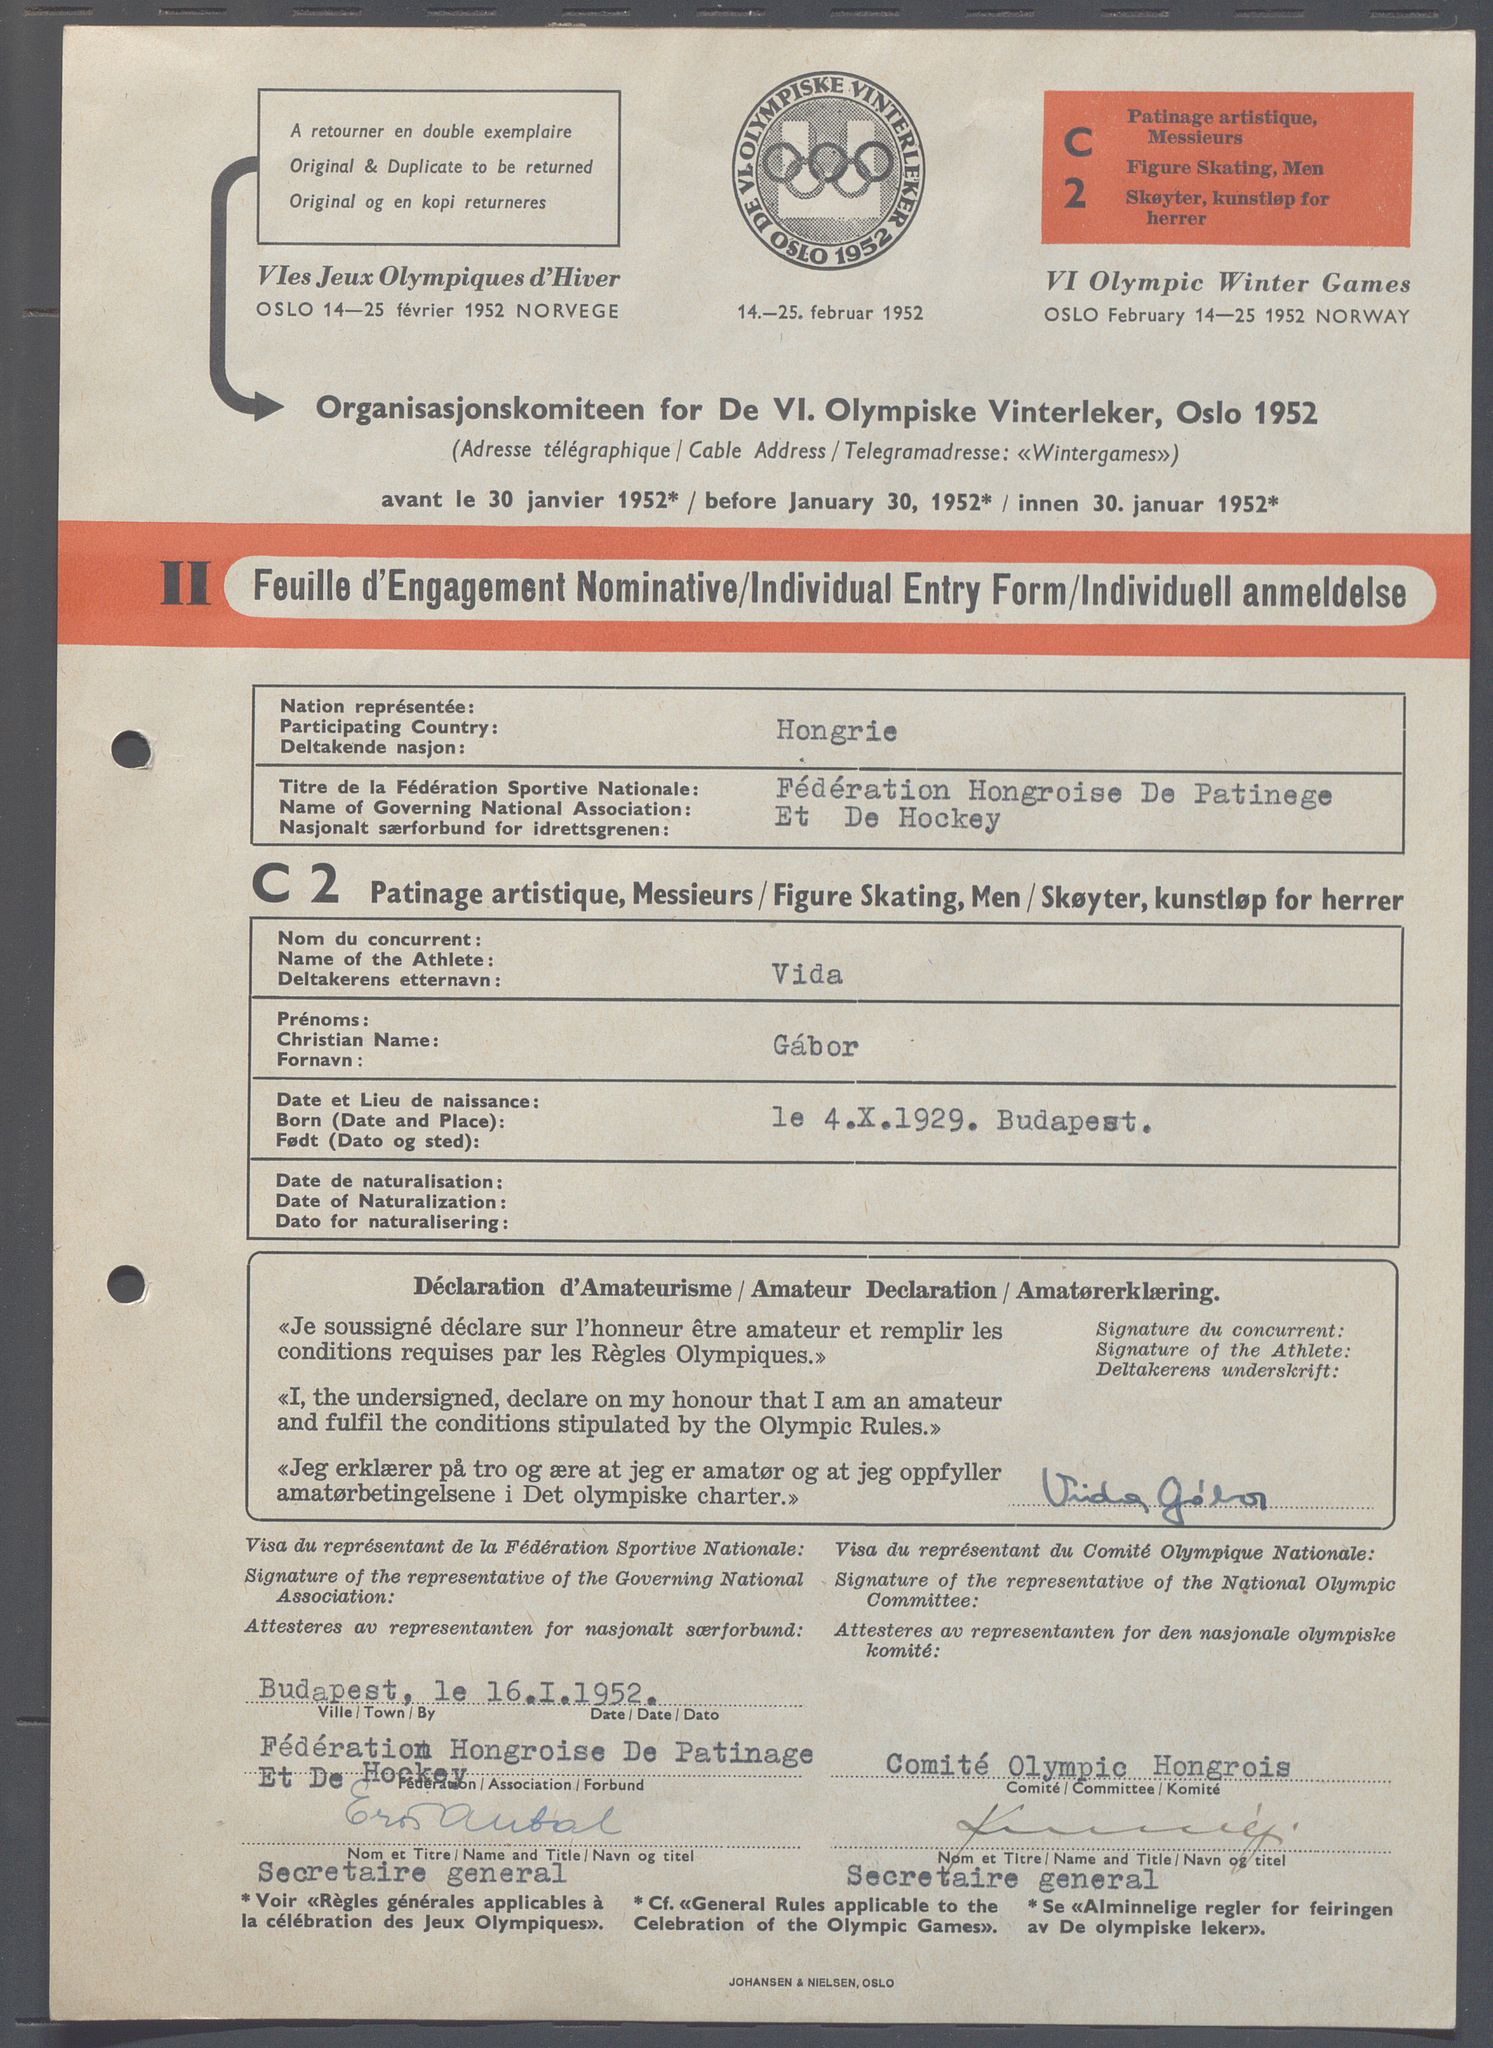 A retourner en double exemplaire
Original & Duplicate to be returned
Original og en kopi returneres
DE VI. OLYMPISKE VINTERLEKER OSLO 1952
C 2
Patinage artistique,
Messieurs
Figure Skating, Men
Skøyter, kunstløp for
herrer
VIes Jeux Olympiques d'Hiver
OSLO 14—25 février 1952 NORVEGE
14.—25. februar 1952
VI Olympic Winter Games
OSLO February 14—25 1952 NORWAY
Organisasjonskomiteen for De VI. Olympiske Vinterleker, Oslo 1952
(Adresse télégraphique / Cable Address / Telegramadresse: «Wintergames»)
avant le 30 janvier 1952* / before January 30, 1952* / innen 30. januar 1952*
II Feuille d'Engagement Nominative/Individual Entry Form/Individuell anmeldelse
Nation représentée:
Participating Country: Hongrie
Deltakende nasjon:
Titre de la Fédération Sportive Nationale: Fédération Hongroise De Patinege
Name of Governing National Association: Et De Hockey
Nasjonalt særforbund for idrettsgrenen:
C 2 Patinage artistique, Messieurs / Figure Skating, Men / Skøyter, kunstløp for herrer
Nom du concurrent:
Name of the Athlete: Vida
Deltakerens etternavn:
Prénoms:
Christian Name: Gábor
Fornavn:
Date et Lieu de naissance:
Born (Date and Place): le 4.X.1929. Budapest.
Født (Dato og sted):
Date de naturalisation:
Date of Naturalization:
Dato for naturalisering:
Déclaration d'Amateurisme / Amateur Declaration / Amatørerklæring.
«Je soussigné déclare sur l'honneur être amateur et remplir les
conditions requises par les Règles Olympiques.»
Signature du concurrent:
Signature of the Athlete:
Deltakerens underskrift:
«I, the undersigned, declare on my honour that I am an amateur
and fulfil the conditions stipulated by the Olympic Rules.»
«Jeg erklærer på tro og ære at jeg er amatør og at jeg oppfyller
amatørbetingelsene i Det olympiske charter.»
Vida Gábor
Visa du représentant de la Fédération Sportive Nationale:
Signature of the representative of the Governing National
Association:
Attesteres av representanten for nasjonalt særforbund:
Visa du représentant du Comité Olympique Nationale:
Signature of the representative of the National Olympic
Committee:
Attesteres av representanten for den nasjonale olympiske
komité:
Budapest, le 16.I.1952.
Ville / Town / By Date / Date / Dato
Fédération Hongroise De Patinage
Et De Hockey
Fédération / Association / Forbund
Comité Olympic Hongrois
Comité / Committee / Komité
Erős Antal
Nom et Titre / Name and Title / Navn og titel
Secretaire general
Nom et Titre / Name and Title / Navn og titel
Secretaire general
* Voir «Règles générales applicables à
la célébration des Jeux Olympiques».
* Cf. «General Rules applicable to the
Celebration of the Olympic Games».
* Se «Alminnelige regler for feiringen
av De olympiske leker».
JOHANSEN & NIELSEN, OSLO